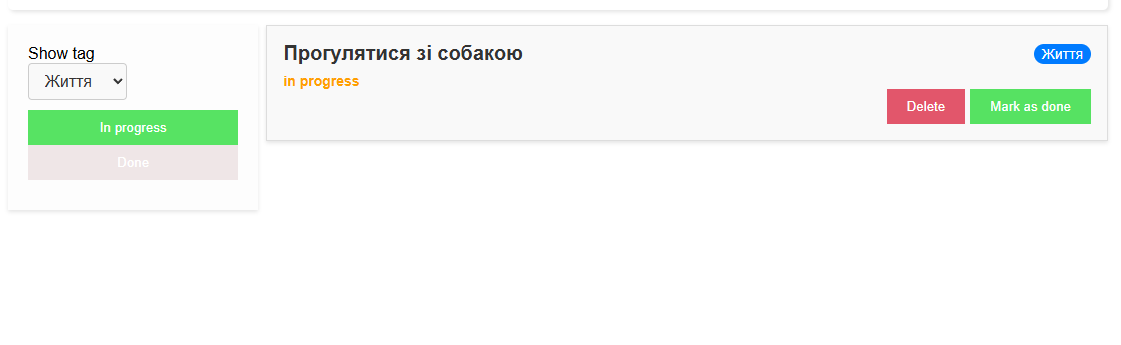 Show tag
Життя
In progress
Done
Прогулятися зі собакою
Життя
in progress
Delete
Mark as done